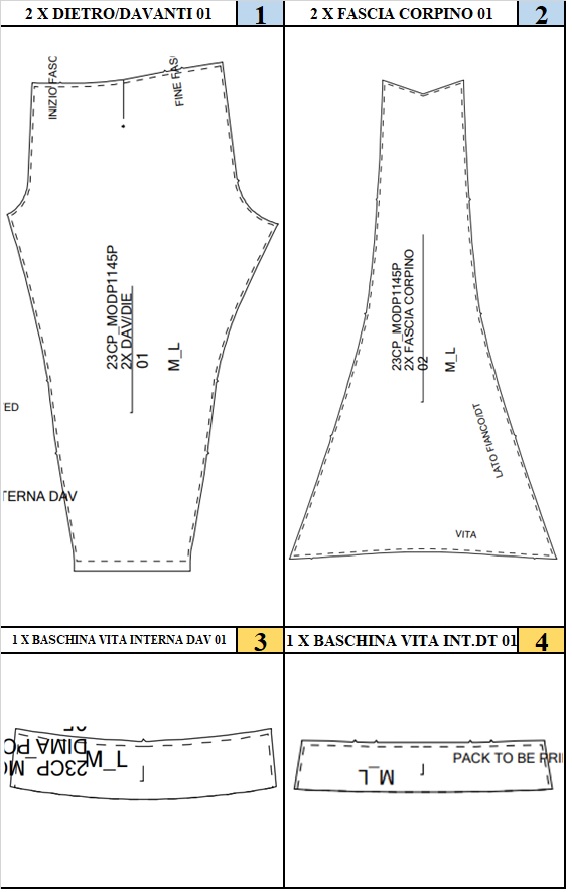 2 X DIETRO/DAVANTI 01
1
2 X FASCIA CORPINO 01
2
INIZIO FASC
FINE FAS
23CP_MODP1145P
2X DAV/DIE
01
M_L
ED
TERNA DAV
23CP_MODP1145P
2X FASCIA CORPINO
02
M_L
LATO FIANCO/DT
VITA
1 X BASCHINA VITA INTERNA DAV 01
3
1 X BASCHINA VITA INT.DT 01
4
DIMA PO
23CP_MO
M_L
M_L
PACK TO BE PRI